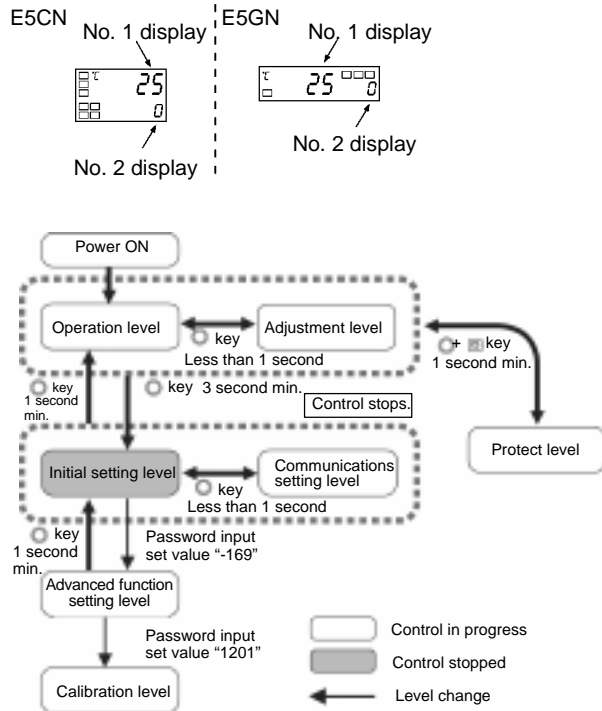 E5CN
E5GN
No. 1 display
No. 1 display
℃ 25
0
℃ 25
0
No. 2 display
No. 2 display
Power ON
Operation level
Adjustment level
key
Less than 1 second
+ key
1 second min.
key
1 second
min.
key 3 second min.
Control stops.
Protect level
Initial setting level
Communications
setting level
key
Less than 1 second
key
1 second
min.
Password input
set value “-169”
Advanced function
setting level
Password input
set value “1201”
Calibration level
Control in progress
Control stopped
Level change